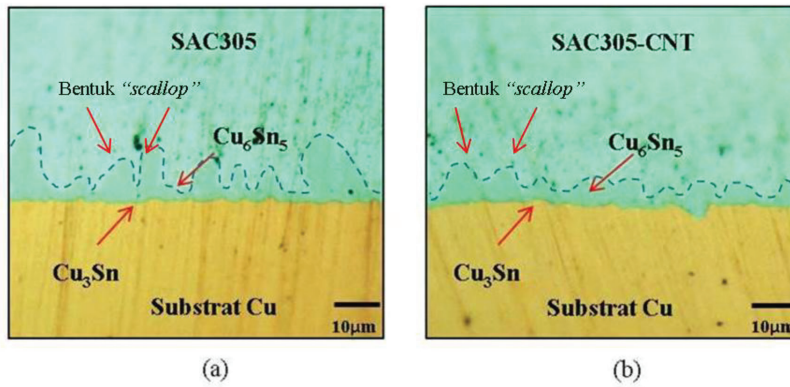 SAC305
Bentuk “scallop”
Cu₆Sn₅
Cu₃Sn
Substrat Cu
10μm
(a)
SAC305-CNT
Bentuk “scallop”
Cu₆Sn₅
Cu₃Sn
Substrat Cu
10μm
(b)